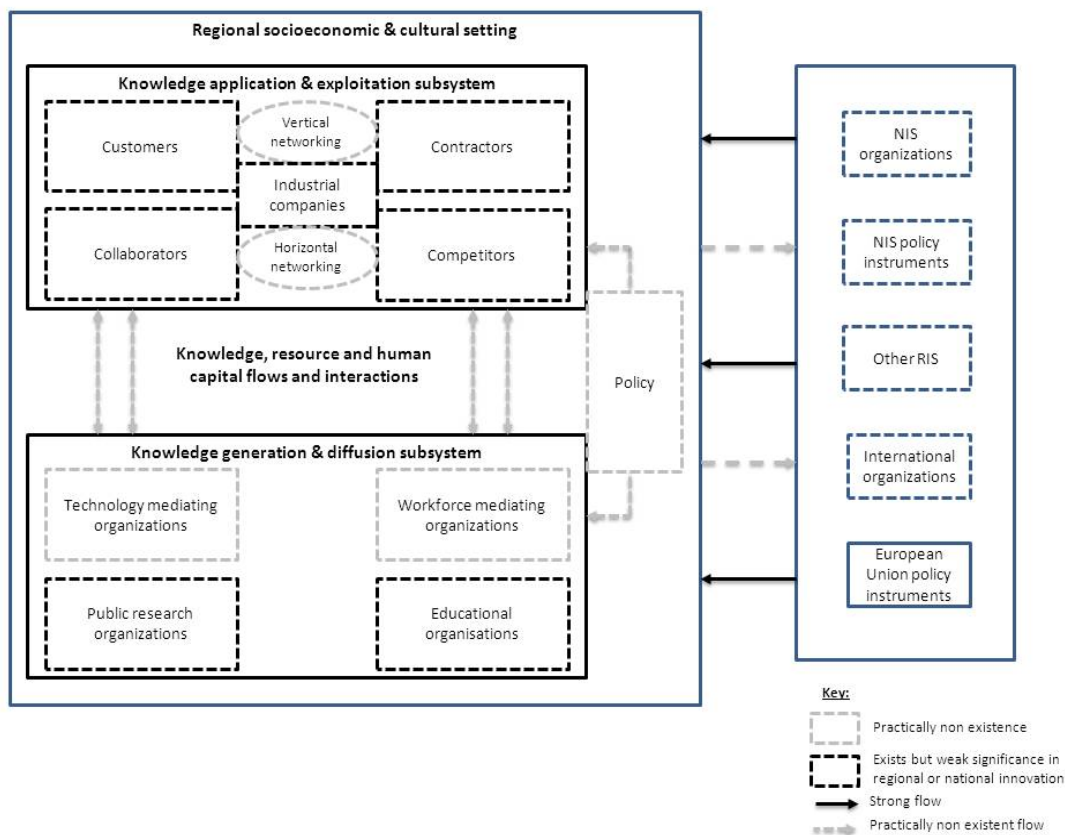 Regional socioeconomic & cultural setting
Knowledge application & exploitation subsystem
Customers
Vertical
networking
Contractors
Industrial
companies
Collaborators
Horizontal
networking
Competitors
Knowledge, resource and human
capital flows and interactions
Policy
Knowledge generation & diffusion subsystem
Technology mediating
organizations
Workforce mediating
organizations
Public research
organizations
Educational
organisations
NIS
organizations
NIS policy
instruments
Other RIS
International
organizations
European
Union policy
instruments
Key:
Practically non existence
Exists but weak significance in
regional or national innovation
Strong flow
Practically non existent flow